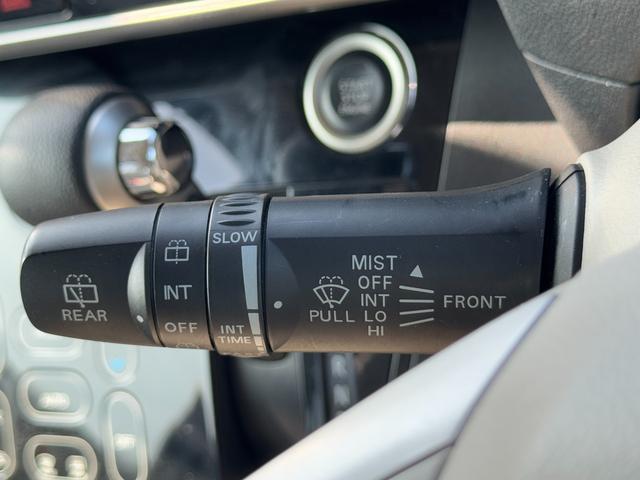 REAR
INT
OFF
SLOW
INT
TIME
PULL
MIST
OFF
INT
LO
HI
FRONT